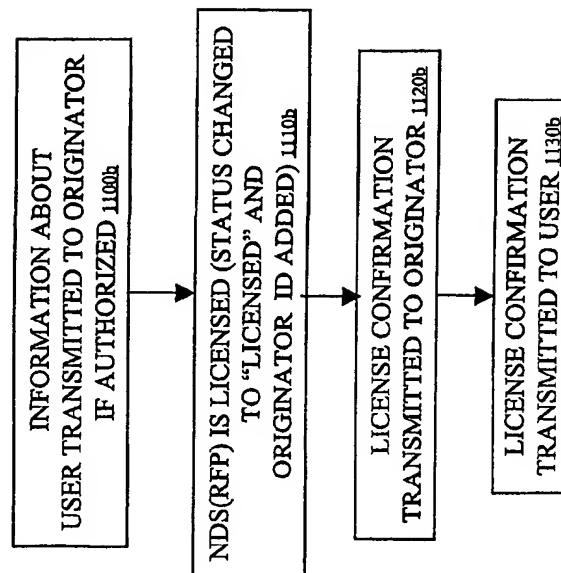 INFORMATION ABOUT
USER TRANSMITTED TO ORIGINATOR
IF AUTHORIZED 1100b
NDS(RFP) IS LICENSED (STATUS CHANGED
TO "LICENSED" AND
ORIGINATOR ID ADDED) 1110b
LICENSE CONFIRMATION
TRANSMITTED TO ORIGINATOR 1120b
LICENSE CONFIRMATION
TRANSMITTED TO USER 1130b